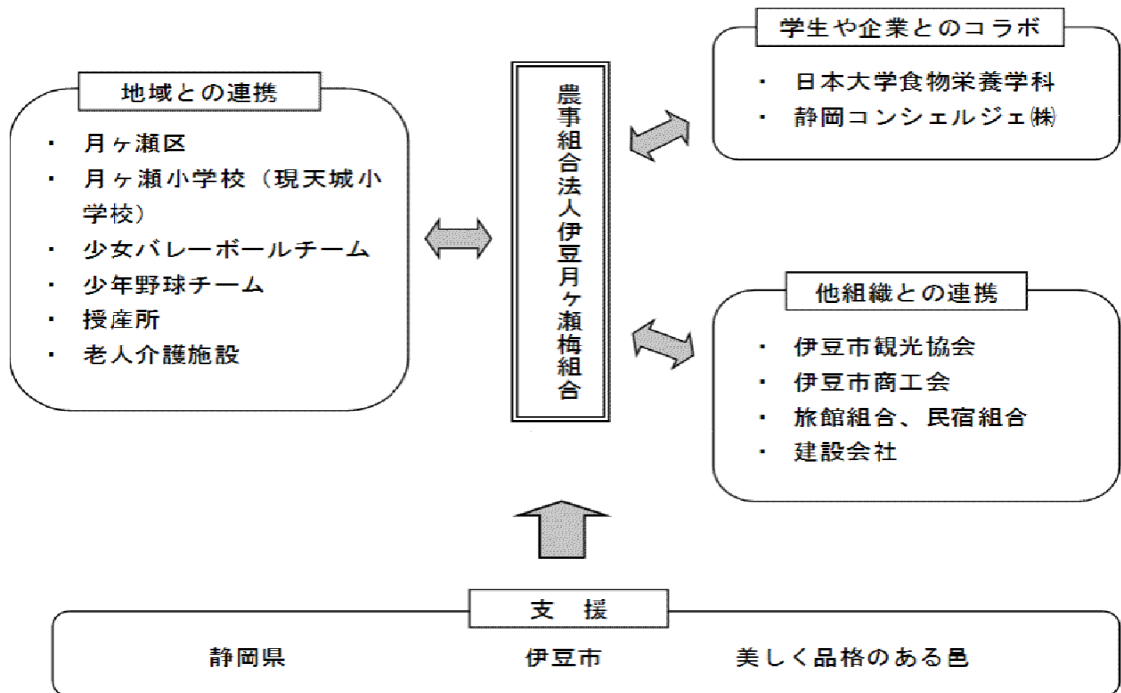 地域との連携
・ 月ヶ瀬区
・ 月ヶ瀬小学校（現天城小
学校）
・ 少女バレーボールチーム
・ 少年野球チーム
・ 授産所
・ 老人介護施設
農事組合法人伊豆月ヶ瀬梅組合
学生や企業とのコラボ
・ 日本大学食物栄養学科
・ 静岡コンシェルジェ㈱
他組織との連携
・ 伊豆市観光協会
・ 伊豆市商工会
・ 旅館組合、民宿組合
・ 建設会社
支 援
静岡県 伊豆市 美しく品格のある邑